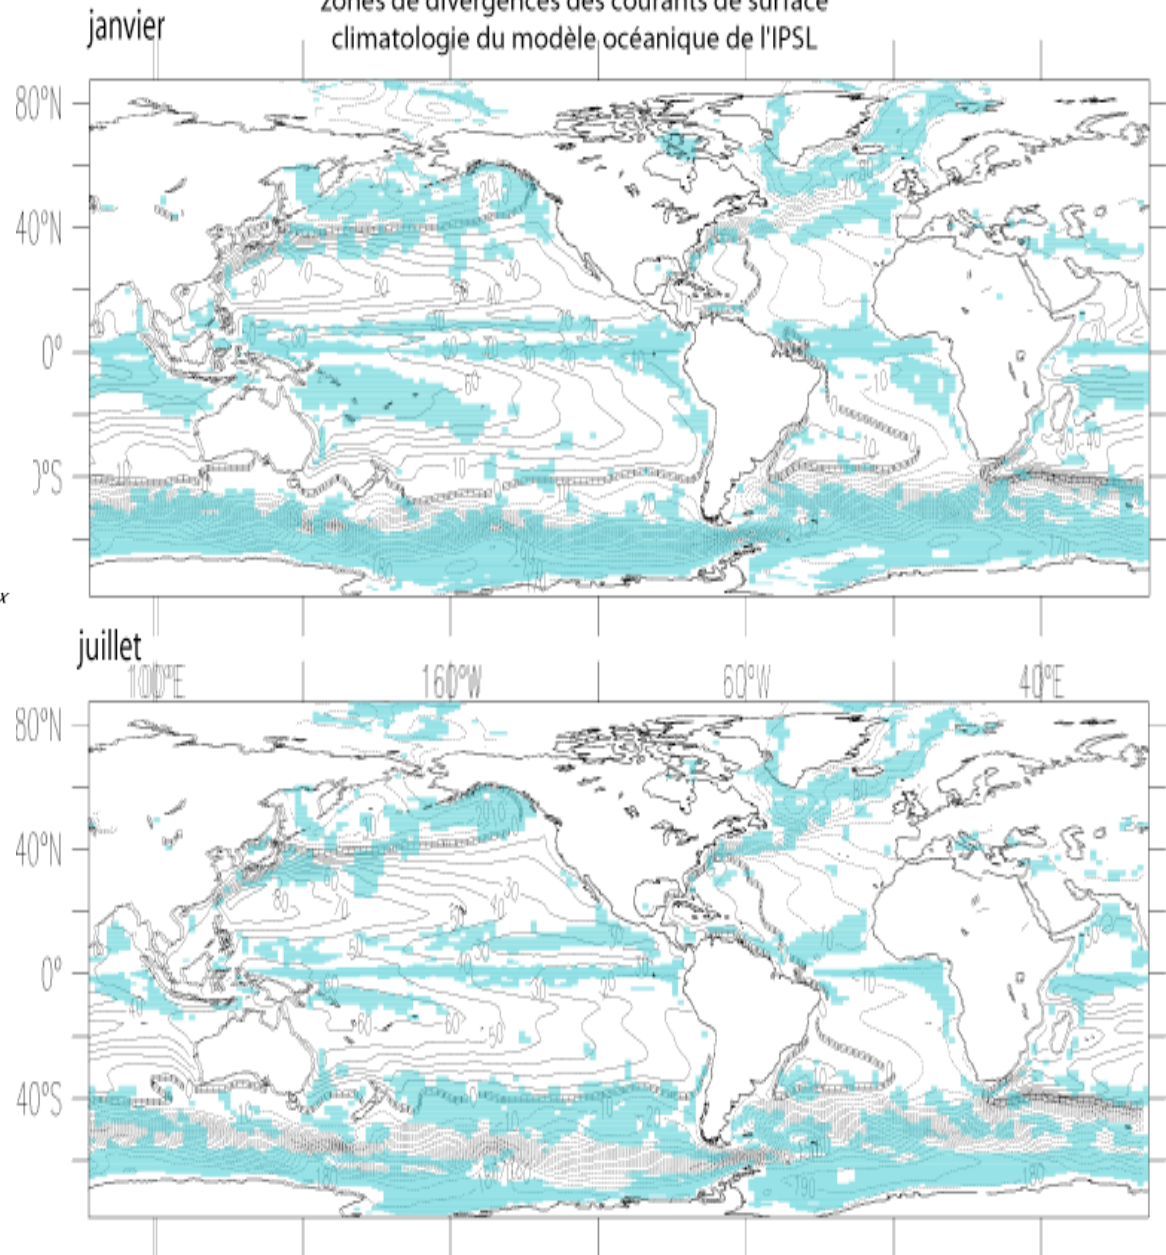 zones de divergences des courants de surface
janvier
climatologie du modèle océanique de l'IPSL
80°N
40°N
0°
0°S
x
juillet
100°E 160°W 60°W 40°E
80°N
40°N
0°
40°S